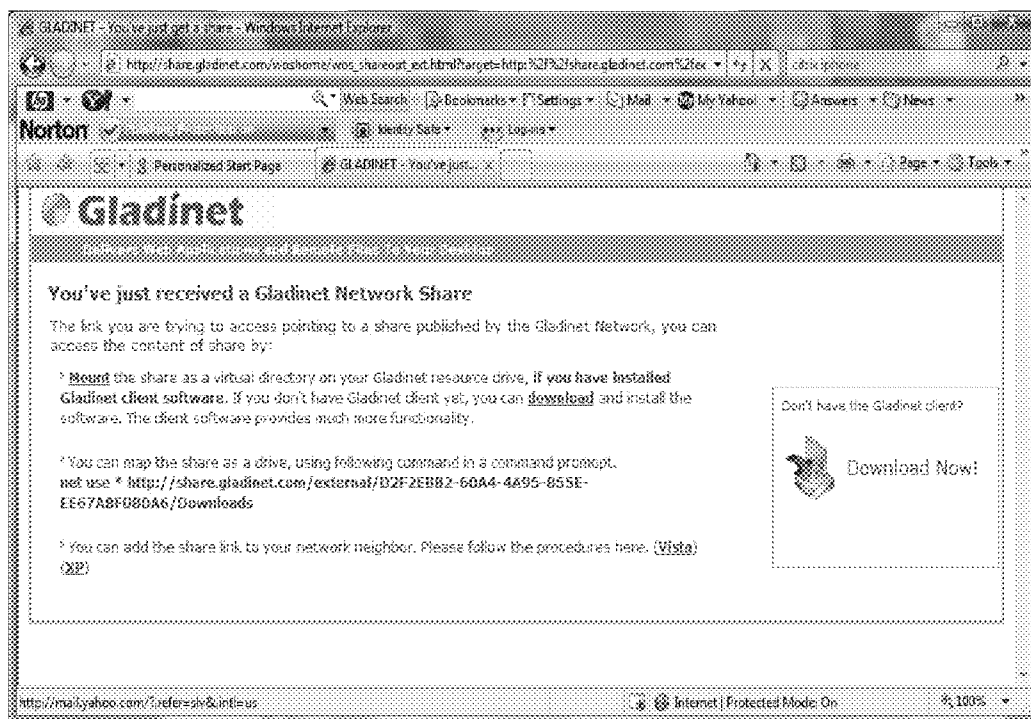 GLADINET - You've just get a share - Windows Internet Explorer
http://share.gladinet.com/woshome/wos_shareort_ext.html?target=http:%2f%2fshare.gladinet.com%2fex
Web Search Bookmarks Settings Mail My Yahoo! Answers News
Norton Identity Safe Log-ins
Personalized Start Page GLADINET - You've just... Page Tools
Gladinet
You've just received a Gladinet Network Share
The link you are trying to access pointing to a share published by the Gladinet Network, you can
access the content of share by:
Mount the share as a virtual directory on your Gladinet resource drive, if you have installed
Gladinet client software. If you don't have Gladinet client yet, you can download and install the
software. The client software provides much more functionality.
You can map the share as a drive, using following command in a command prompt.
net use * http://share.gladinet.com/external/D2F2EBB2-60A4-4A95-855E-
EE67A8F080A6/Downloads
You can add the share link to your network neighbor. Please follow the procedures here. (Vista)
(XP)
Don't have the Gladinet client?
Download Now!
http://mail.yahoo.com/?.refer=slv&.intl=us Internet | Protected Mode: On 100%